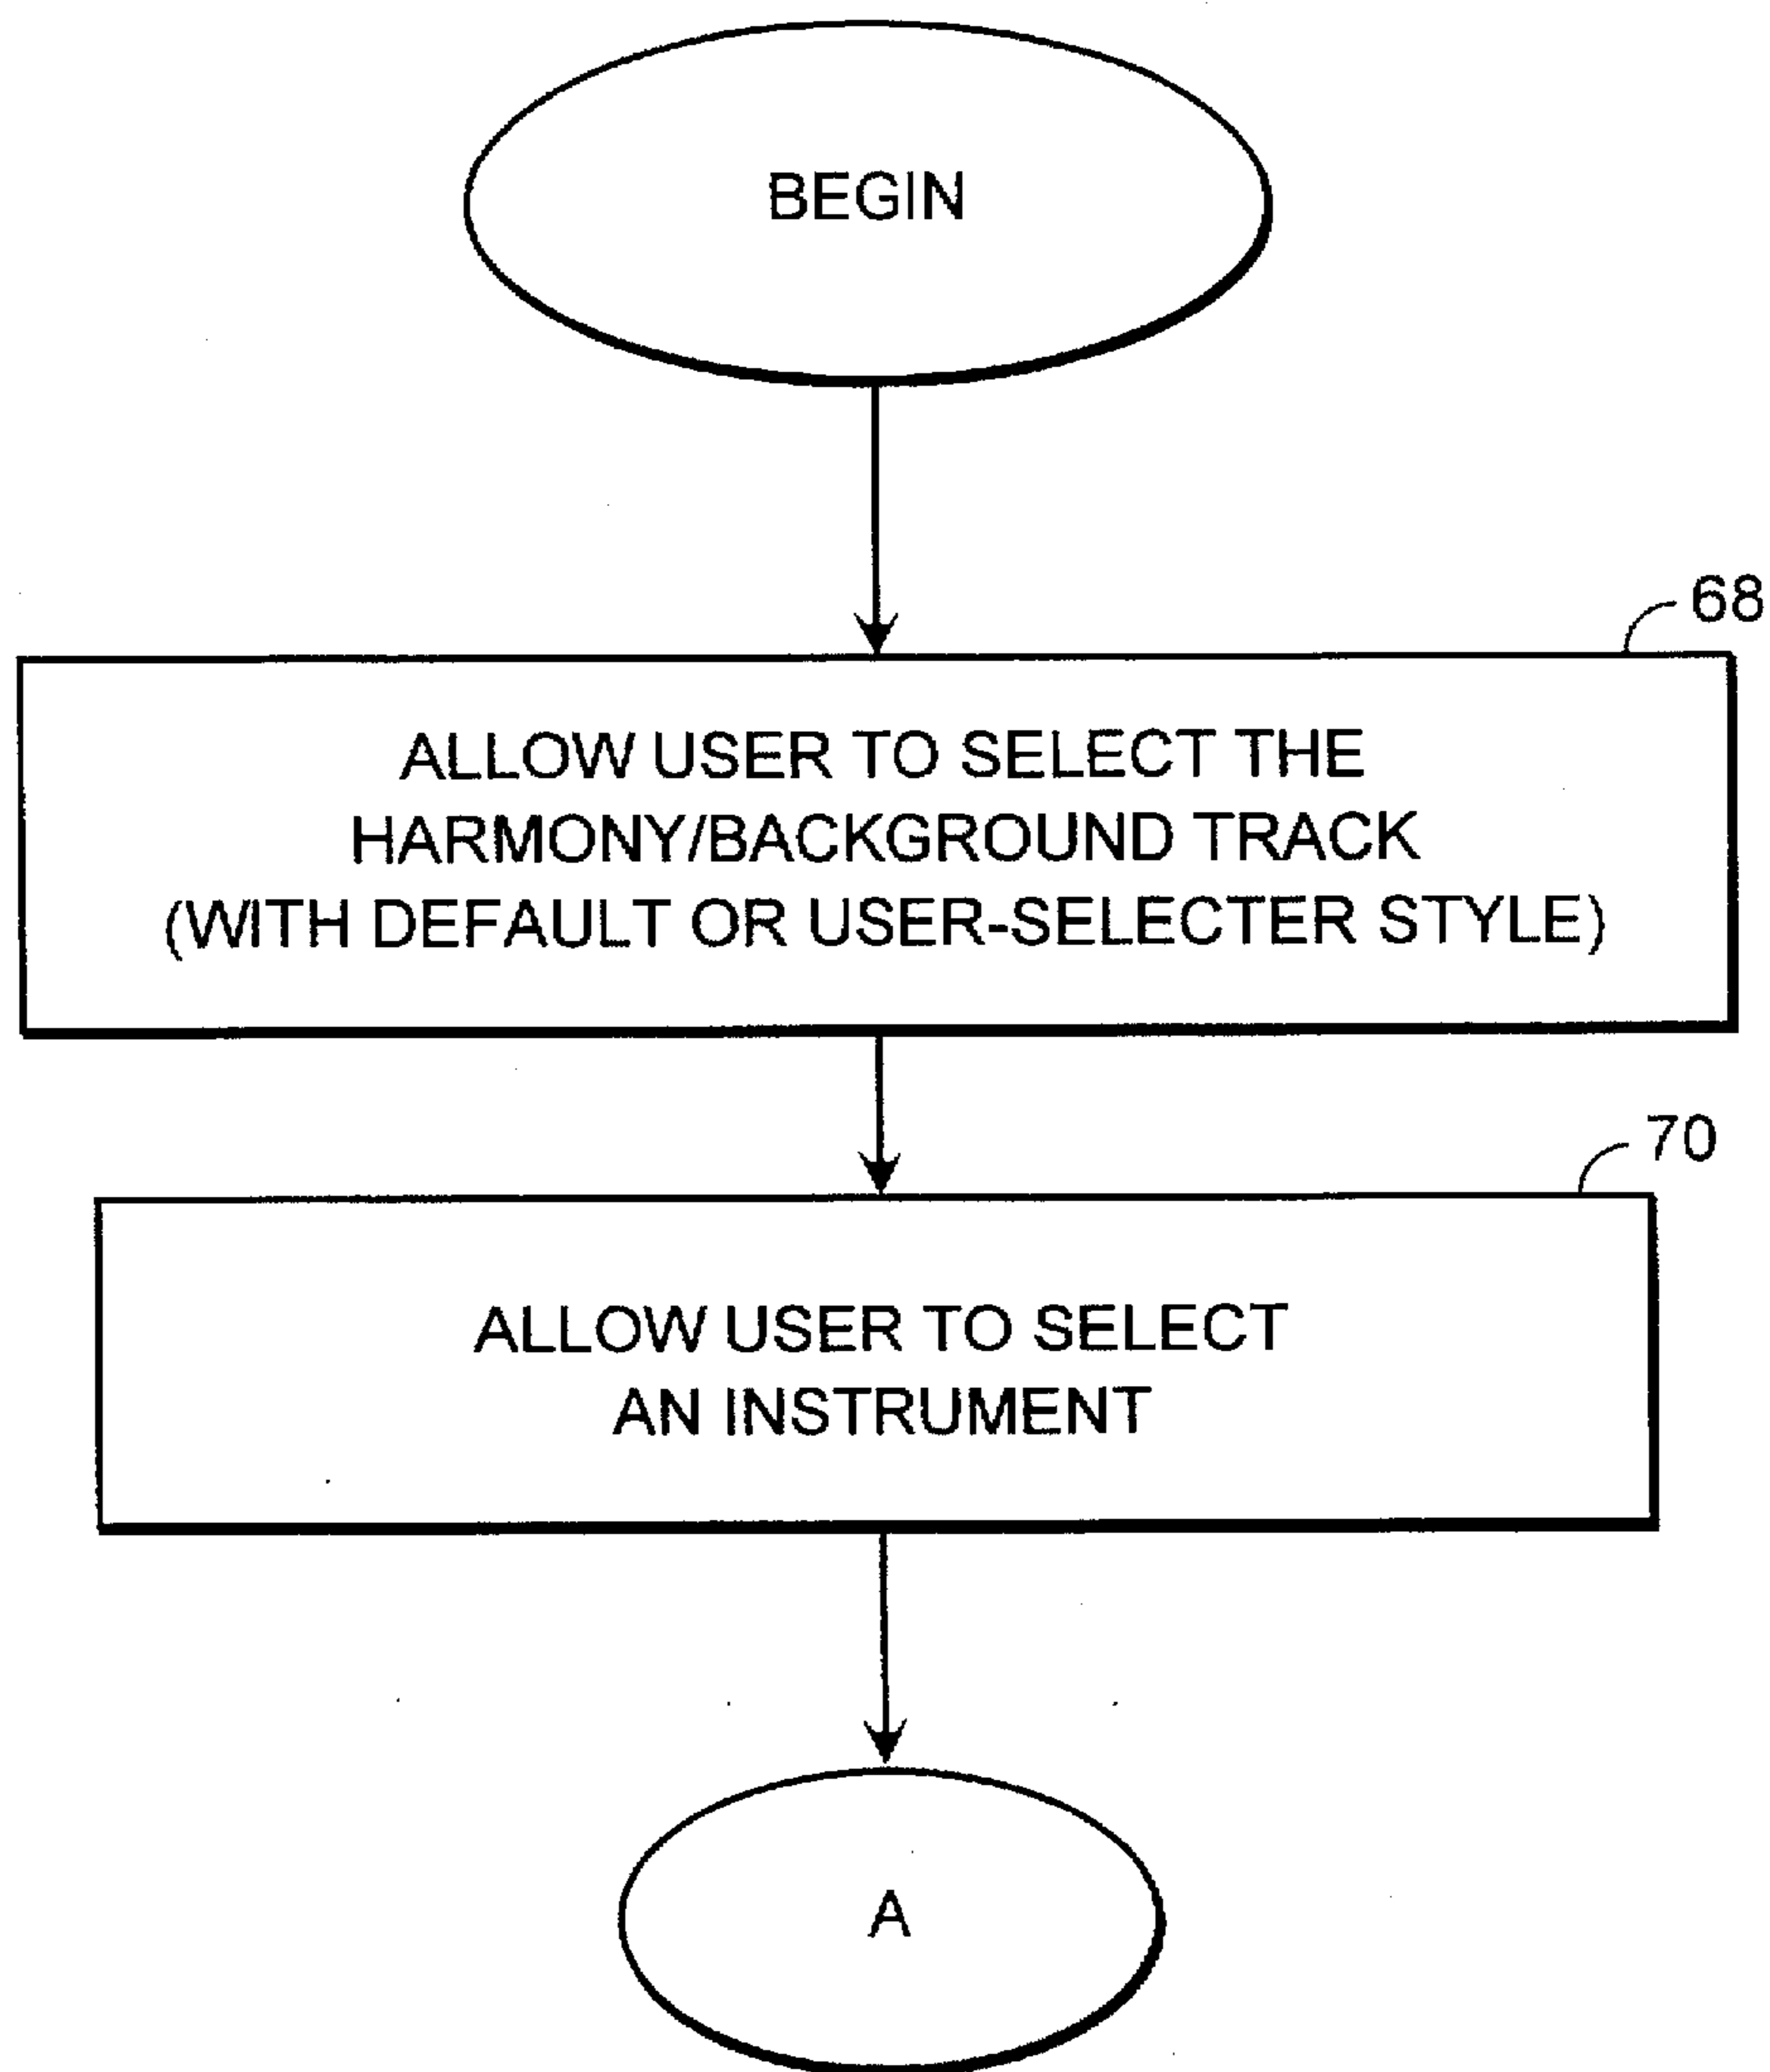 BEGIN
68
ALLOW USER TO SELECT THE
HARMONY/BACKGROUND TRACK
(WITH DEFAULT OR USER-SELECTER STYLE)
70
ALLOW USER TO SELECT
AN INSTRUMENT
A